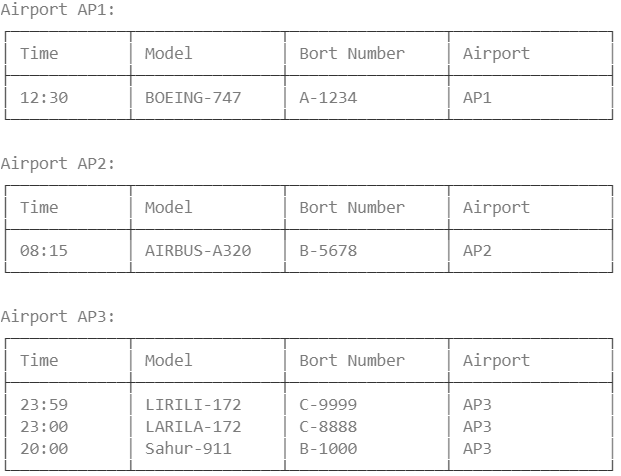 Airport AP1:
Time Model Bort Number Airport
12:30 BOEING-747 A-1234 AP1
Airport AP2:
Time Model Bort Number Airport
08:15 AIRBUS-A320 B-5678 AP2
Airport AP3:
Time Model Bort Number Airport
23:59 LIRILI-172 C-9999 AP3
23:00 LARILA-172 C-8888 AP3
20:00 Sahur-911 B-1000 AP3